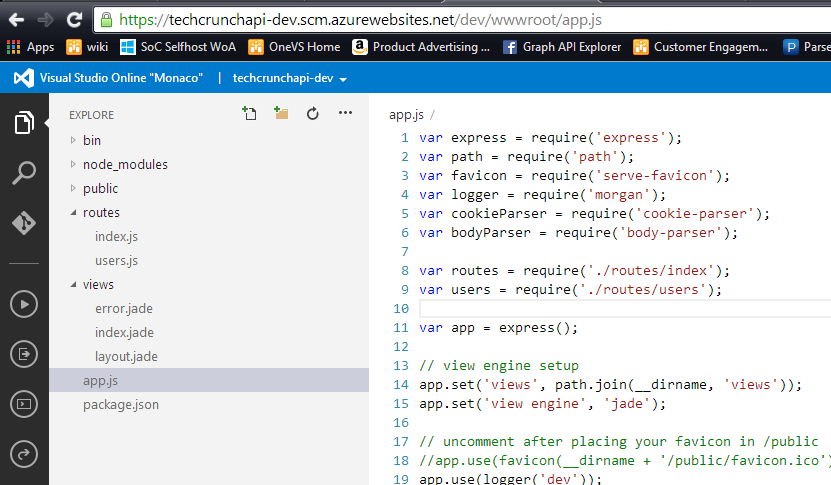 https://techcrunchapi-dev.scm.azurewebsites.net/dev/wwwroot/app.js
Apps wiki SoC Selfhost WoA OneVS Home Product Advertising ... Graph API Explorer Customer Engagem... Parse
Visual Studio Online "Monaco" | techcrunchapi-dev
EXPLORE
bin
node_modules
public
routes
index.js
users.js
views
error.jade
index.jade
layout.jade
app.js
package.json
app.js /
1 var express = require('express');
2 var path = require('path');
3 var favicon = require('serve-favicon');
4 var logger = require('morgan');
5 var cookieParser = require('cookie-parser');
6 var bodyParser = require('body-parser');
7
8 var routes = require('./routes/index');
9 var users = require('./routes/users');
10
11 var app = express();
12
13 // view engine setup
14 app.set('views', path.join(__dirname, 'views'));
15 app.set('view engine', 'jade');
16
17 // uncomment after placing your favicon in /public
18 //app.use(favicon(__dirname + '/public/favicon.ico')
19 app.use(logger('dev'));